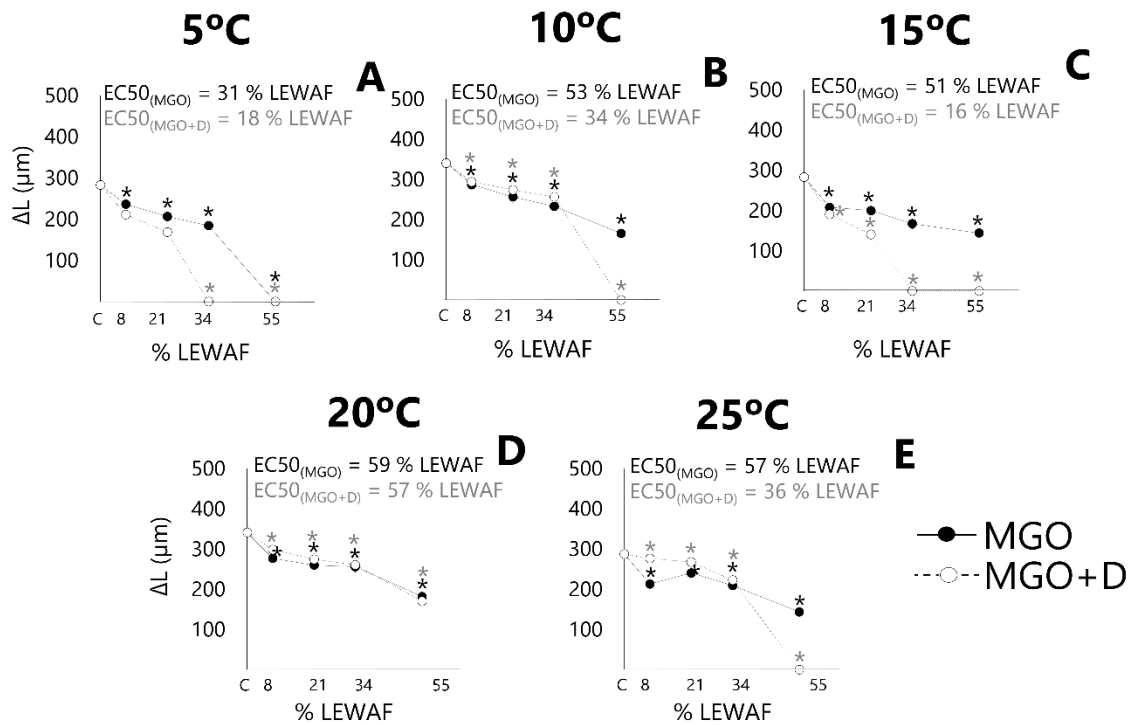 5ºC
A
EC50(MGO) = 31 % LEWAF
EC50(MGO+D) = 18 % LEWAF
500
400
300
200
100
ΔL (µm)
* * * * * *
C 8 21 34 55
% LEWAF
10ºC
B
EC50(MGO) = 53 % LEWAF
EC50(MGO+D) = 34 % LEWAF
500
400
300
200
100
* * * * * * * *
C 8 21 34 55
% LEWAF
15ºC
C
EC50(MGO) = 51 % LEWAF
EC50(MGO+D) = 16 % LEWAF
500
400
300
200
100
* * * * * * * *
C 8 21 34 55
% LEWAF
20ºC
D
EC50(MGO) = 59 % LEWAF
EC50(MGO+D) = 57 % LEWAF
500
400
300
200
100
ΔL (µm)
* * * * * * * *
C 8 21 34 55
% LEWAF
25ºC
E
EC50(MGO) = 57 % LEWAF
EC50(MGO+D) = 36 % LEWAF
500
400
300
200
100
* * * * * * * *
C 8 21 34 55
% LEWAF
MGO
MGO+D